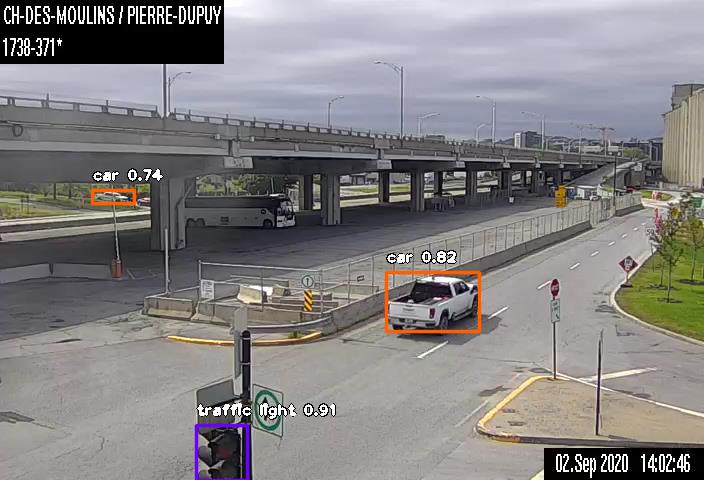 CH-DES-MOULINS / PIERRE-DUPUY
1738-371*
car 0.74
car 0.82
traffic light 0.91
02.Sep 2020 14:02:46